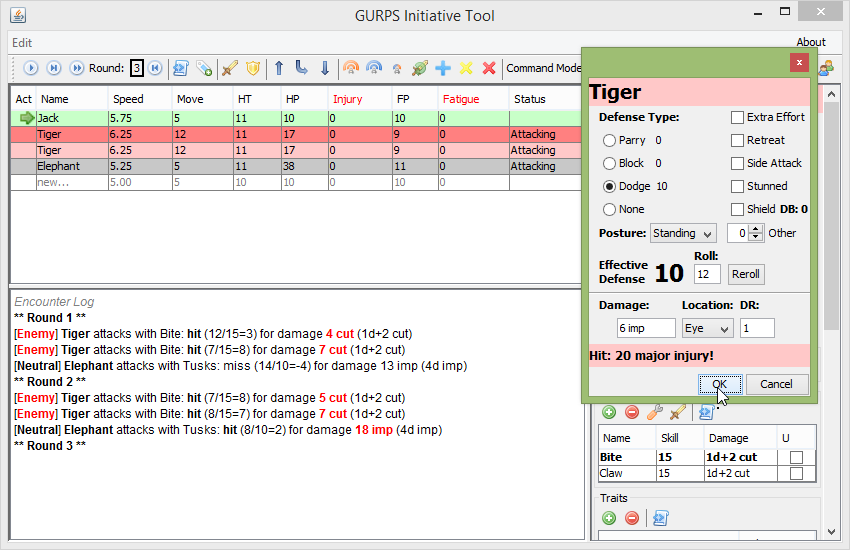 GURPS Initiative Tool
Edit
About
Round: 3
Command Mode
Act Name Speed Move HT HP Injury FP Fatigue Status
Jack 5.75 5 11 10 0 10 0
Tiger 6.25 12 11 17 0 9 0 Attacking
Tiger 6.25 12 11 17 0 9 0 Attacking
Elephant 5.25 5 11 38 0 11 0 Attacking
new... 5.00 5 10 10 0 10 0
Encounter Log
** Round 1 **
[Enemy] Tiger attacks with Bite: hit (12/15=3) for damage 4 cut (1d+2 cut)
[Enemy] Tiger attacks with Bite: hit (7/15=8) for damage 7 cut (1d+2 cut)
[Neutral] Elephant attacks with Tusks: miss (14/10=-4) for damage 13 imp (4d imp)
** Round 2 **
[Enemy] Tiger attacks with Bite: hit (7/15=8) for damage 5 cut (1d+2 cut)
[Enemy] Tiger attacks with Bite: hit (8/15=7) for damage 7 cut (1d+2 cut)
[Neutral] Elephant attacks with Tusks: hit (8/10=2) for damage 18 imp (4d imp)
** Round 3 **
Tiger
Defense Type:
Extra Effort
Parry 0
Retreat
Block 0
Side Attack
Dodge 10
Stunned
None
Shield DB: 0
Posture: Standing 0 Other
Effective Defense 10
Roll:
12 Reroll
Damage: Location: DR:
6 imp Eye 1
Hit: 20 major injury!
OK Cancel
Name Skill Damage U
Bite 15 1d+2 cut
Claw 15 1d+2 cut
Traits